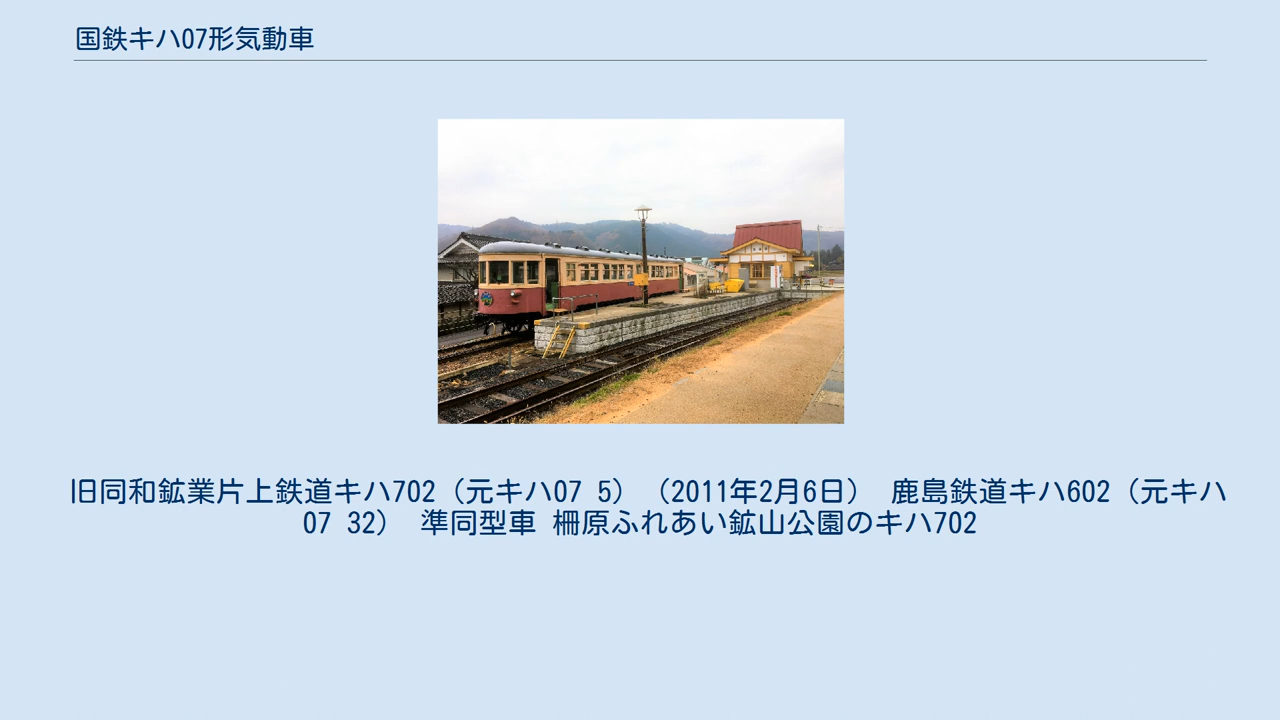 国鉄キハ07形気動車
旧同和鉱業片上鉄道キハ702（元キハ07 5）（2011年2月6日） 鹿島鉄道キハ602（元キハ
07 32） 準同型車 柵原ふれあい鉱山公園のキハ702